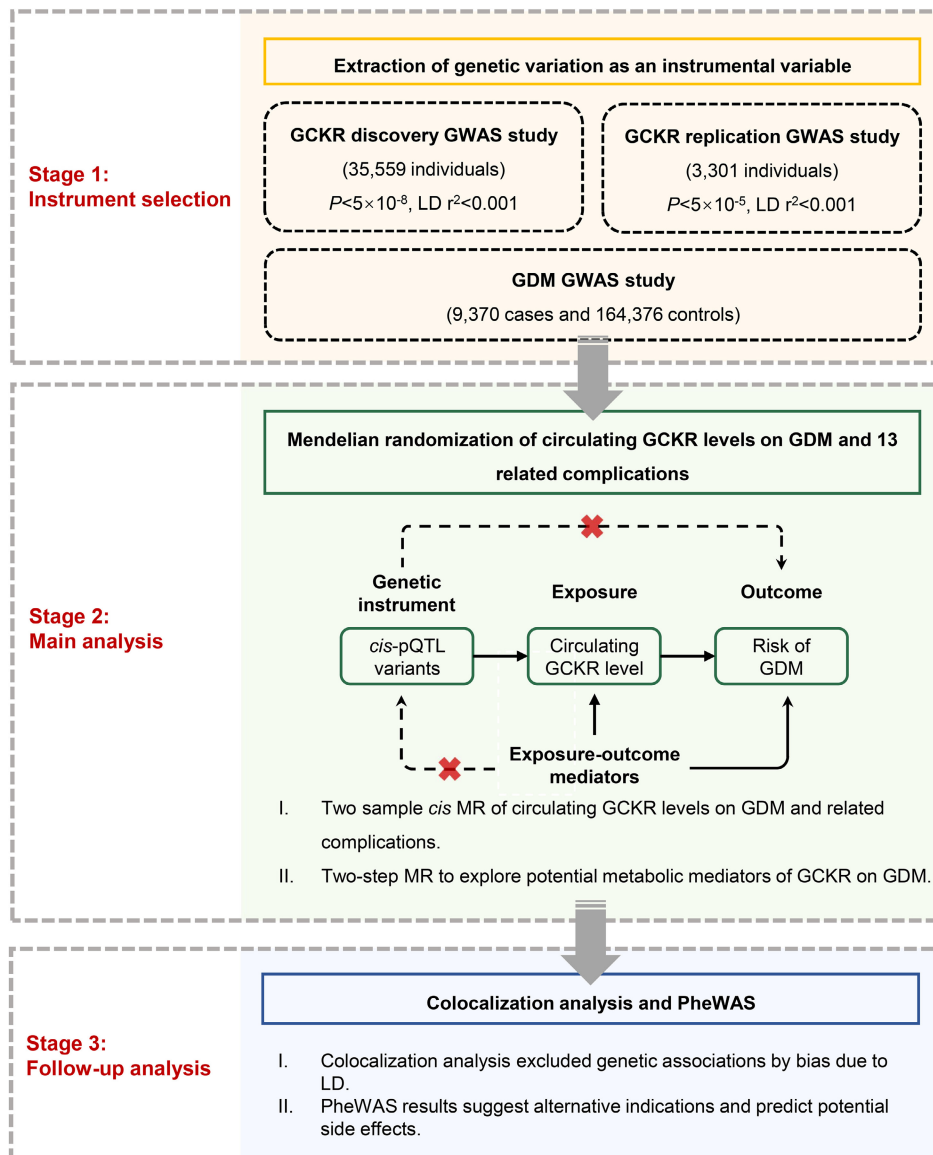 Stage 1:
Instrument selection
Extraction of genetic variation as an instrumental variable
GCKR discovery GWAS study
(35,559 individuals)
P<5×10⁻⁸, LD r²<0.001
GCKR replication GWAS study
(3,301 individuals)
P<5×10⁻⁵, LD r²<0.001
GDM GWAS study
(9,370 cases and 164,376 controls)
Stage 2:
Main analysis
Mendelian randomization of circulating GCKR levels on GDM and 13
related complications
Genetic
instrument
Exposure
Outcome
cis-pQTL
variants
Circulating
GCKR level
Risk of
GDM
Exposure-outcome
mediators
I. Two sample cis MR of circulating GCKR levels on GDM and related
complications.
II. Two-step MR to explore potential metabolic mediators of GCKR on GDM.
Stage 3:
Follow-up analysis
Colocalization analysis and PheWAS
I. Colocalization analysis excluded genetic associations by bias due to
LD.
II. PheWAS results suggest alternative indications and predict potential
side effects.